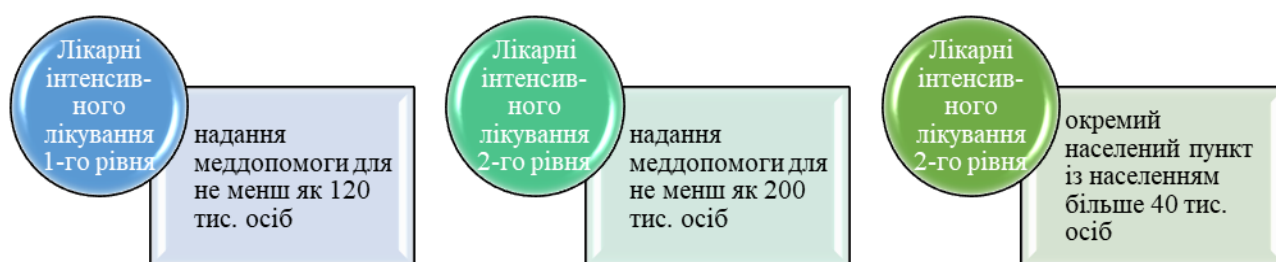 Лікарні
інтенсив-
ного
лікування
1-го рівня
надання
меддопомоги для
не менш як 120
тис. осіб
Лікарні
інтенсив-
ного
лікування
2-го рівня
надання
меддопомоги для
не менш як 200
тис. осіб
Лікарні
інтенсив-
ного
лікування
2-го рівня
окремий
населений пункт
із населенням
більше 40 тис.
осіб